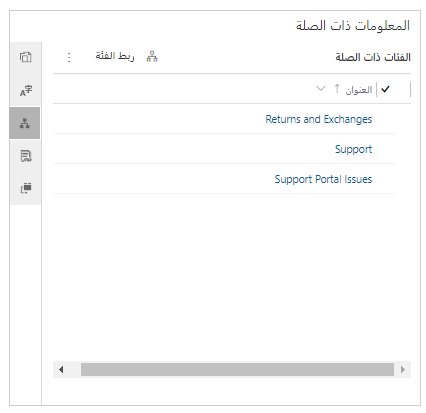 المعلومات ذات الصلة
الفئات ذات الصلة
ربط الفئة
العنوان
Returns and Exchanges
Support
Support Portal Issues